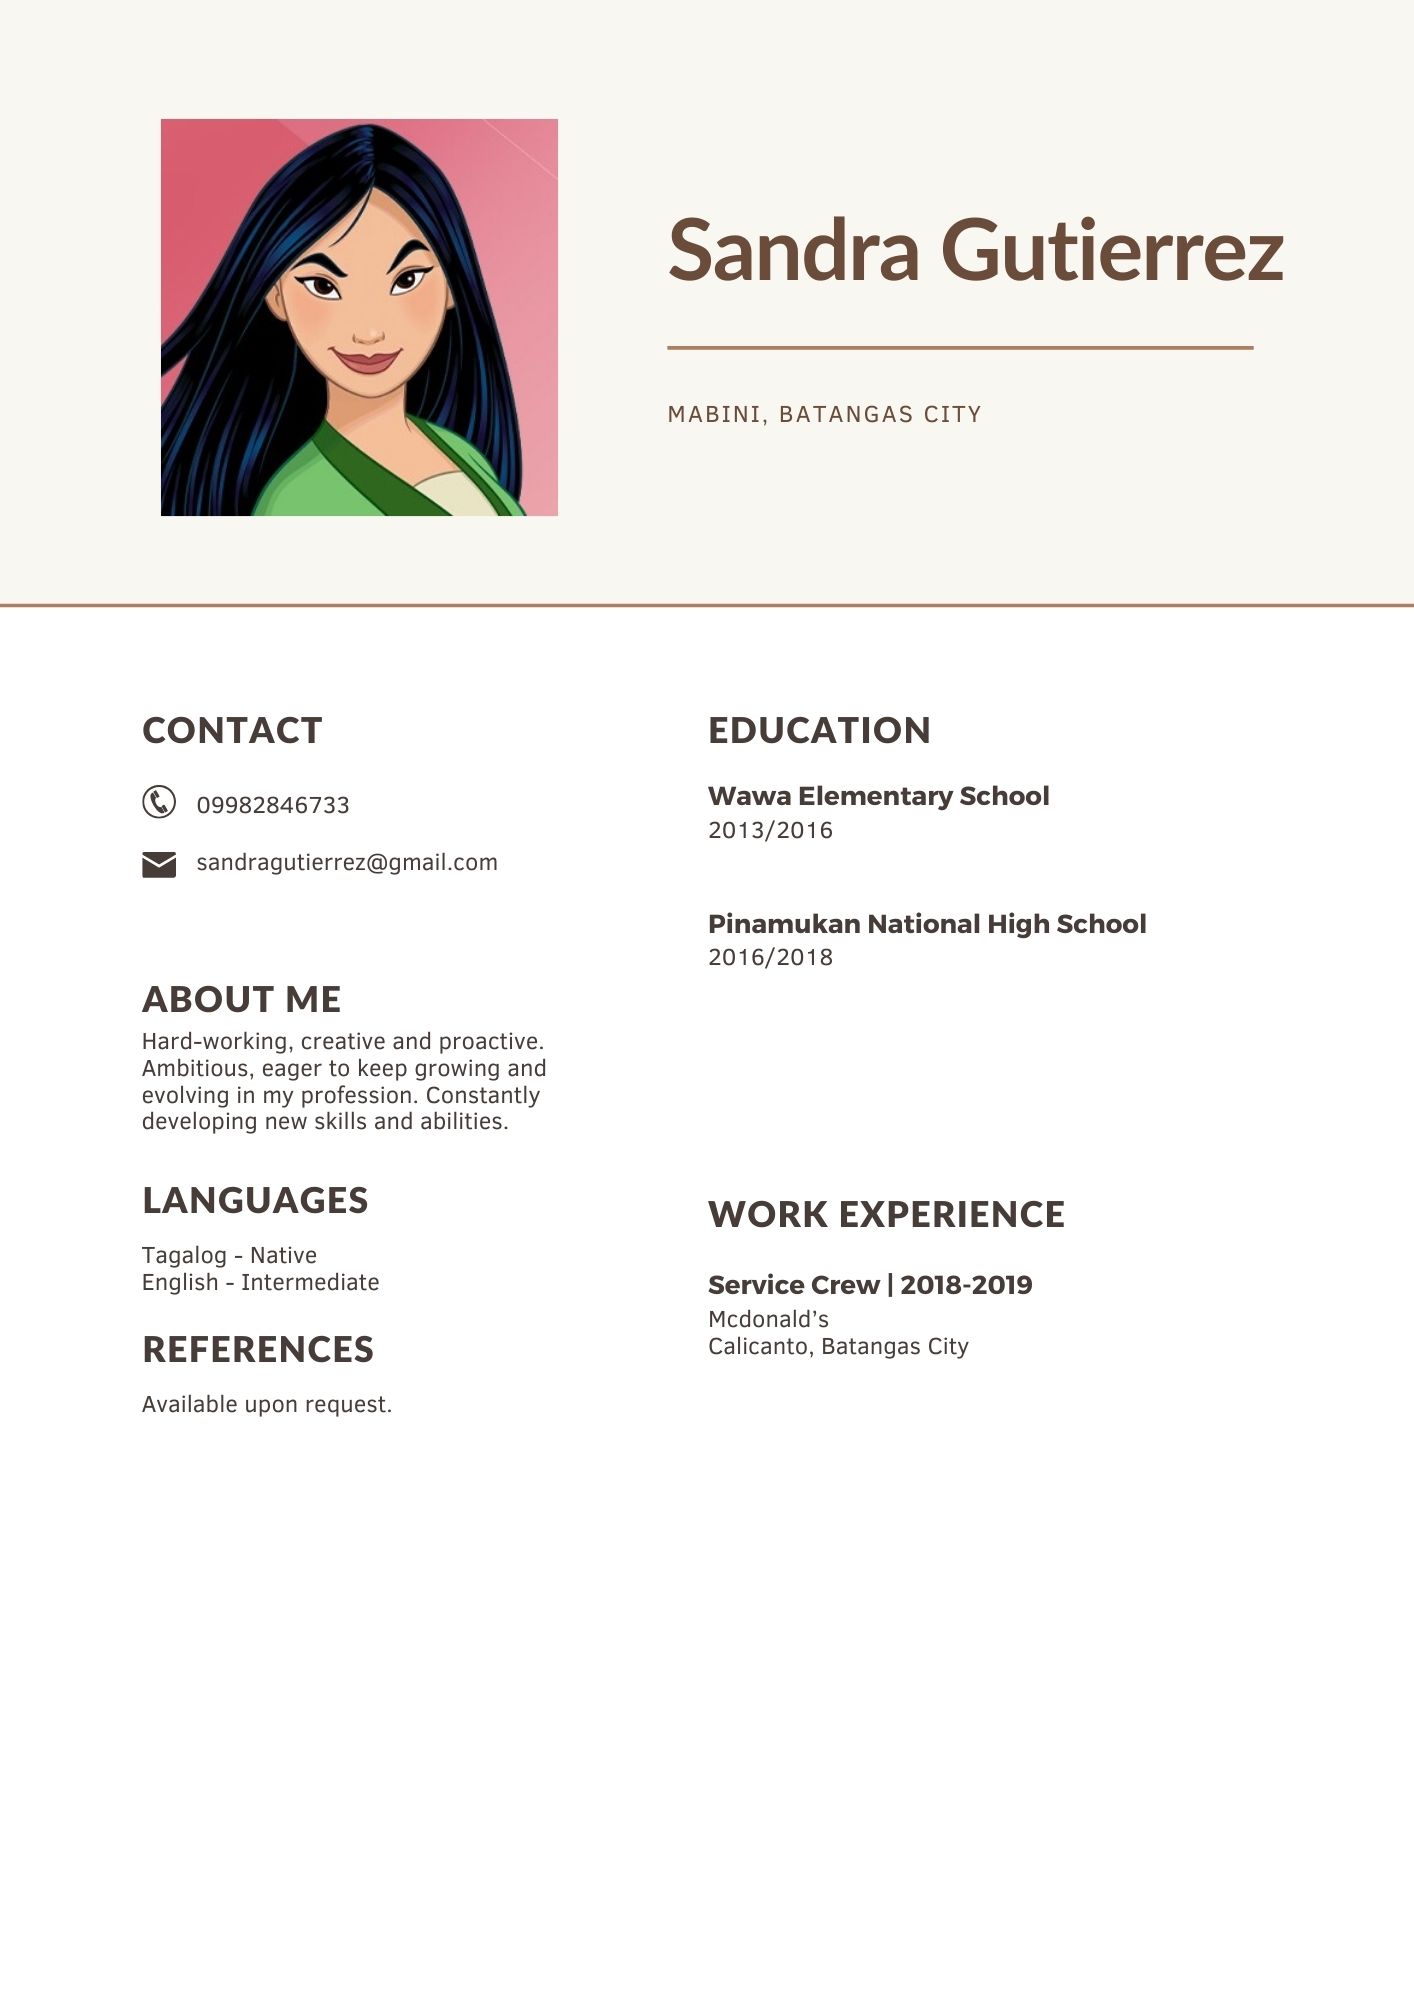 Sandra Gutierrez
MABINI, BATANGAS CITY
CONTACT
09982846733
sandragutierrez@gmail.com
ABOUT ME
Hard-working, creative and proactive.
Ambitious, eager to keep growing and
evolving in my profession. Constantly
developing new skills and abilities.
LANGUAGES
Tagalog - Native
English - Intermediate
REFERENCES
Available upon request.
EDUCATION
Wawa Elementary School
2013/2016
Pinamukan National High School
2016/2018
WORK EXPERIENCE
Service Crew | 2018-2019
Mcdonald’s
Calicanto, Batangas City